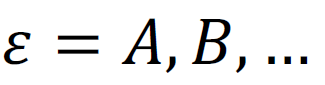 ε = A, B, ...